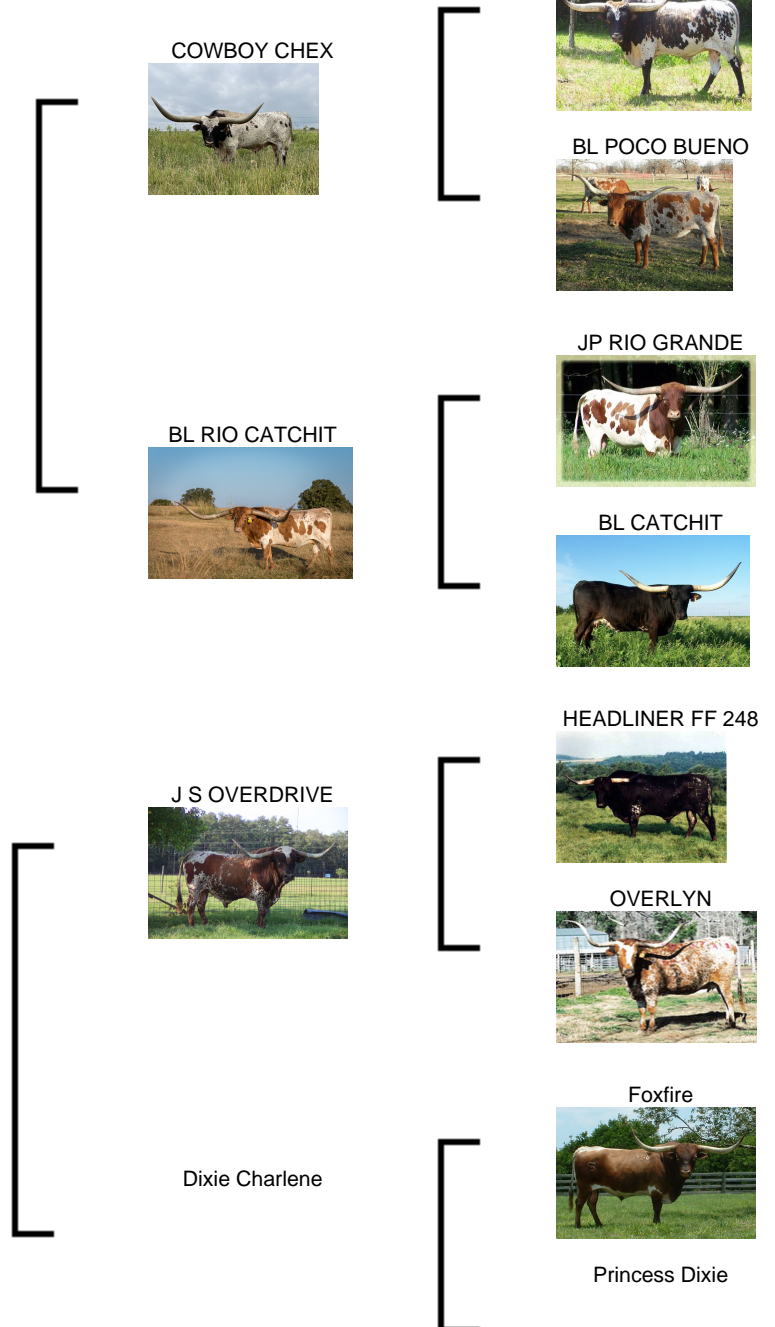 COWBOY CHEX
BL POCO BUENO
JP RIO GRANDE
BL RIO CATCHIT
BL CATCHIT
HEADLINER FF 248
J S OVERDRIVE
OVERLYN
Foxfire
Dixie Charlene
Princess Dixie